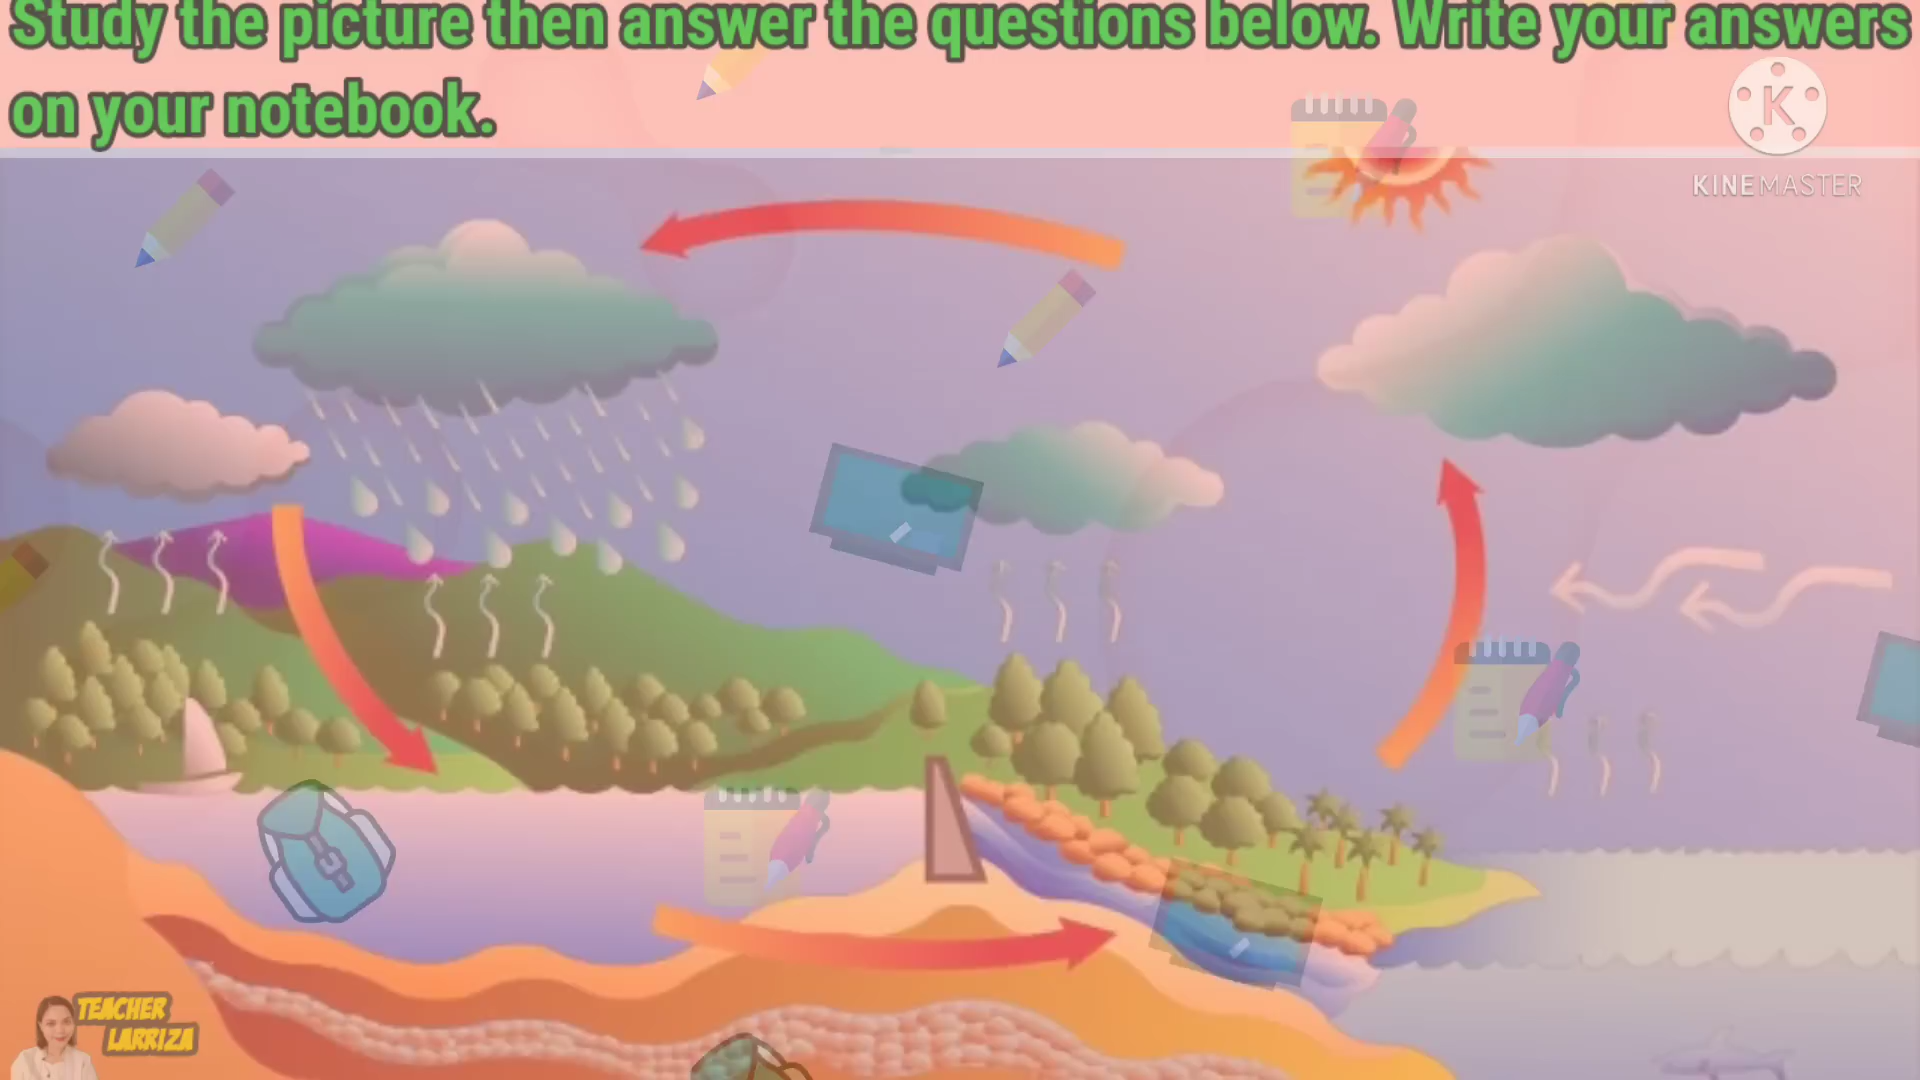 Study the picture then answer the questions below. Write your answers
on your notebook.
K
KINEMASTER
TEACHER
LARRIZA